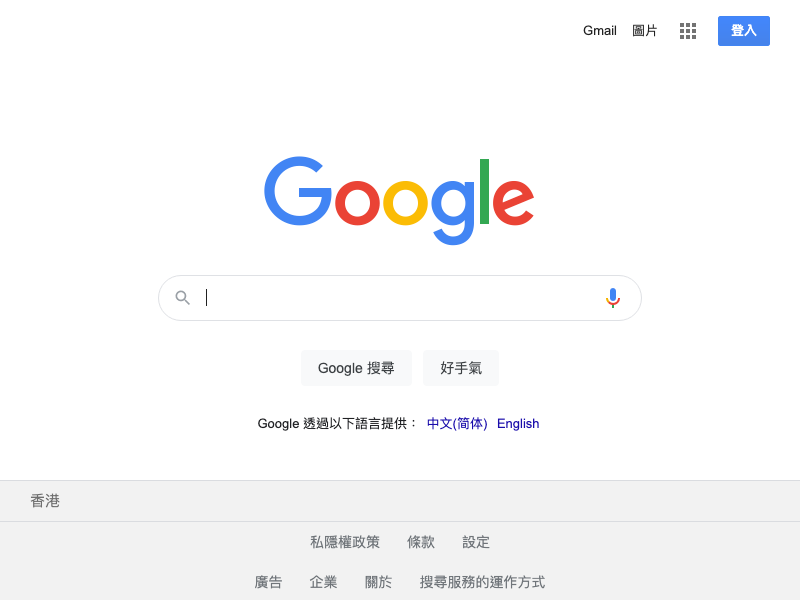 Gmail 圖片 登入
Google
Google 搜尋 好手氣
Google 透過以下語言提供： 中文(简体) English
香港
私隱權政策 條款 設定
廣告 企業 關於 搜尋服務的運作方式